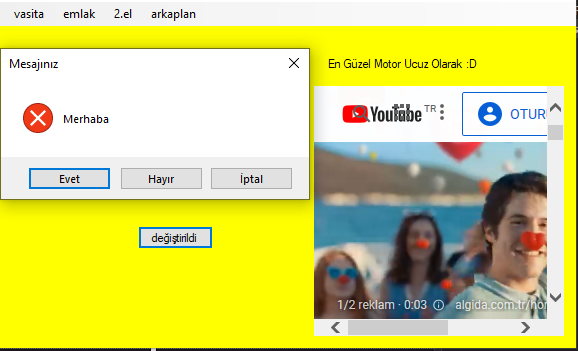 vasita emlak 2.el arkaplan
Mesajınız
Merhaba
Evet Hayır İptal
değiştirildi
En Güzel Motor Ucuz Olarak :D
YouTube TR
OTUR
1/2 reklam · 0:03
algida.com.tr/hor